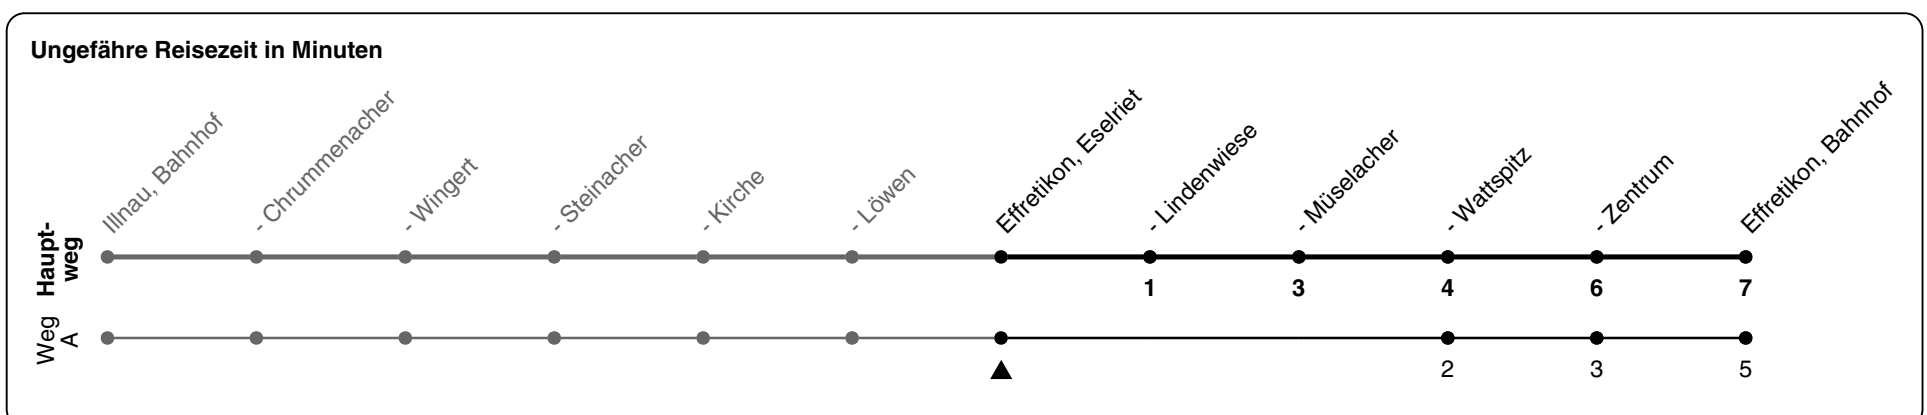 Ungefähre Reisezeit in Minuten
Illnau, Bahnhof
- Chrummenacher
- Wingert
- Steinacher
- Kirche
- Löwen
Effretikon, Eselriet
- Lindenwiese
- Müselacher
- Wattspitz
- Zentrum
Effretikon, Bahnhof
Haupt-
weg
1 3 4 6 7
Weg
A
2 3 5